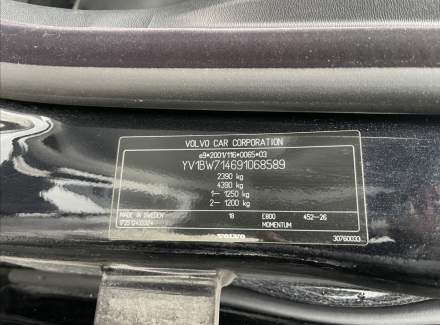 VOLVO CAR CORPORATION
e9*2001/116*0065*03
YV1BW714691068589
2390 kg
4390 kg
1- 1250 kg
2- 1200 kg
MADE IN SWEDEN 18 E800 452-26
MOMENTUM
VOLVO 30760033